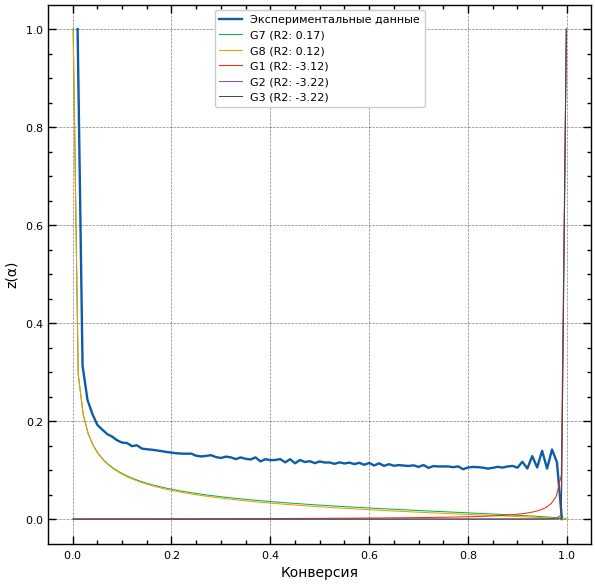 Экспериментальные данные
G7 (R2: 0.17)
G8 (R2: 0.12)
G1 (R2: -3.12)
G2 (R2: -3.22)
G3 (R2: -3.22)
1.0
0.8
0.6
0.4
0.2
0.0
z(α)
0.0 0.2 0.4 0.6 0.8 1.0
Конверсия